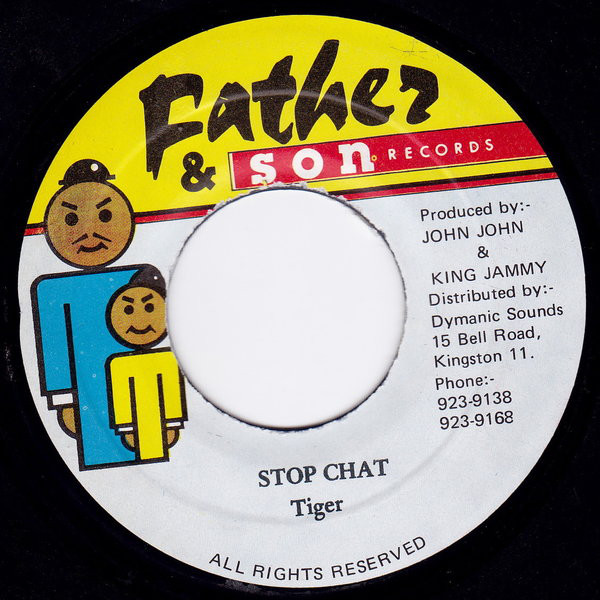 Father
& son RECORDS
Produced by:-
JOHN JOHN
&
KING JAMMY
Distributed by:-
Dymanic Sounds
15 Bell Road,
Kingston 11.
Phone:-
923-9138
923-9168
STOP CHAT
Tiger
ALL RIGHTS RESERVED